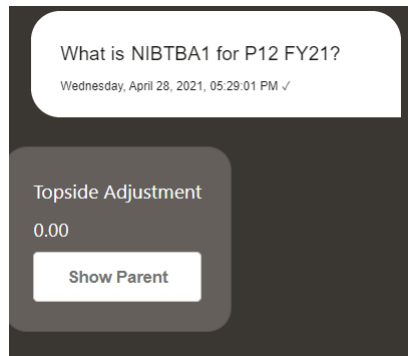 What is NIBTBA1 for P12 FY21?
Wednesday, April 28, 2021, 05:29:01 PM ✓
Topside Adjustment
0.00
Show Parent